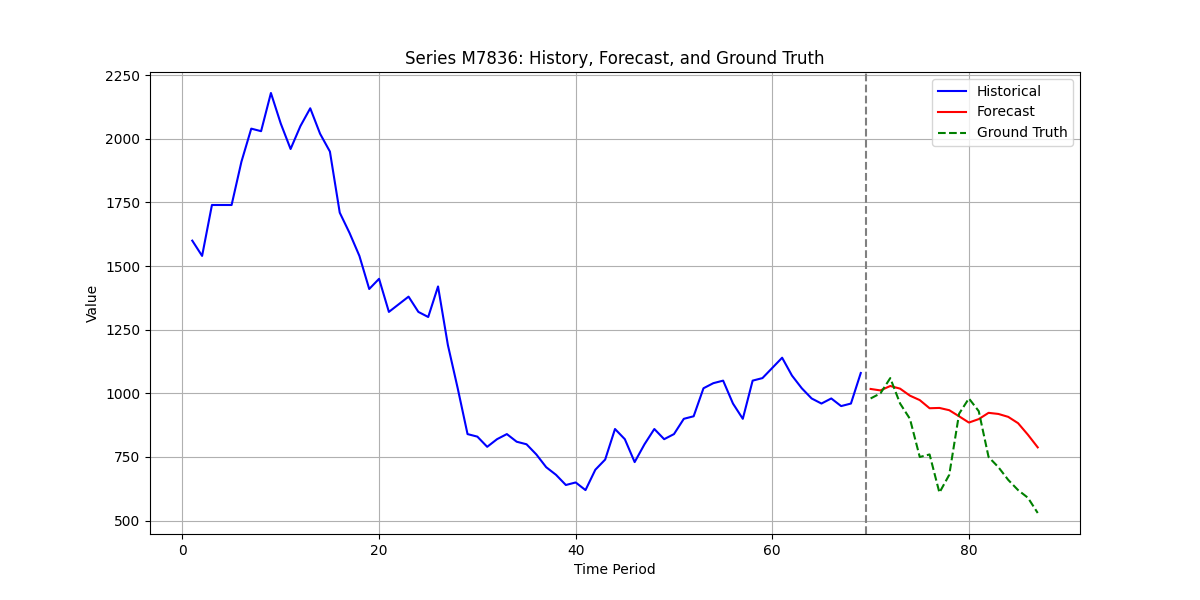 Series M7836: History, Forecast, and Ground Truth
2250
2000
1750
1500
1250
1000
750
500
Value
0
20
40
60
80
Time Period
Historical
Forecast
Ground Truth